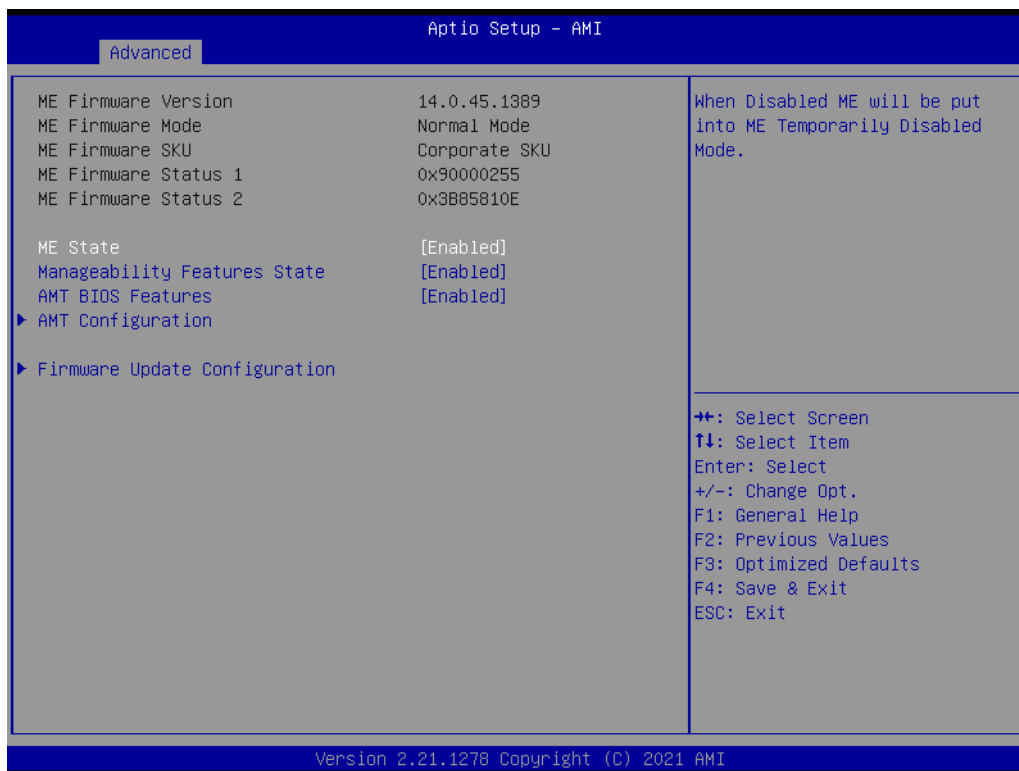 Aptio Setup – AMI
Advanced
ME Firmware Version 14.0.45.1389
ME Firmware Mode Normal Mode
ME Firmware SKU Corporate SKU
ME Firmware Status 1 0x90000255
ME Firmware Status 2 0x3B85810E
ME State [Enabled]
Manageability Features State [Enabled]
AMT BIOS Features [Enabled]
▶ AMT Configuration
▶ Firmware Update Configuration
When Disabled ME will be put
into ME Temporarily Disabled
Mode.
→←: Select Screen
↑↓: Select Item
Enter: Select
+/-: Change Opt.
F1: General Help
F2: Previous Values
F3: Optimized Defaults
F4: Save & Exit
ESC: Exit
Version 2.21.1278 Copyright (C) 2021 AMI